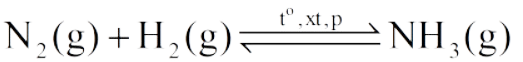 N₂(g) + H₂(g) ⇌ NH₃(g) t°, xt, p